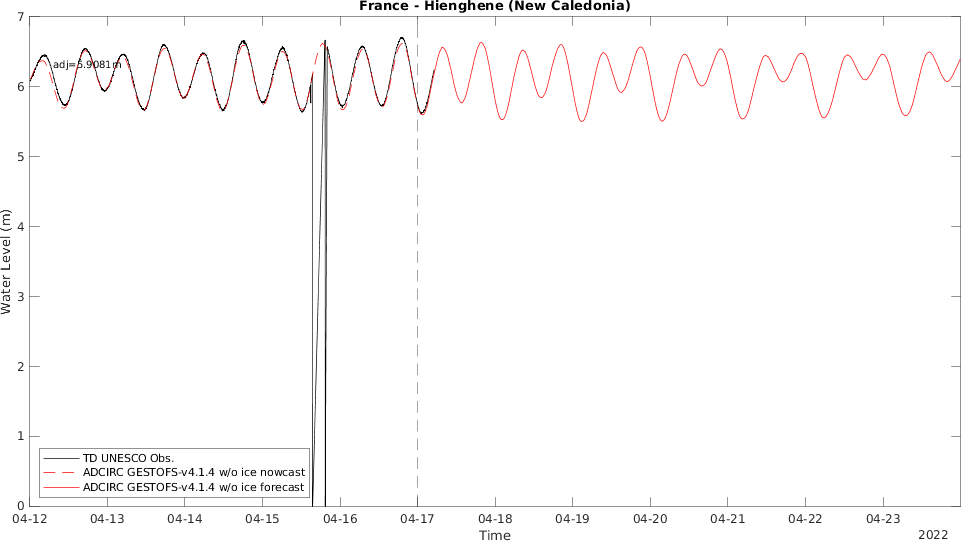 France - Hienghene (New Caledonia)
7
6
5
4
3
2
1
0
Water Level (m)
adj=5.9081m
TD UNESCO Obs.
ADCIRC GESTOFS-v4.1.4 w/o ice nowcast
ADCIRC GESTOFS-v4.1.4 w/o ice forecast
04-12 04-13 04-14 04-15 04-16 04-17 04-18 04-19 04-20 04-21 04-22 04-23
Time
2022